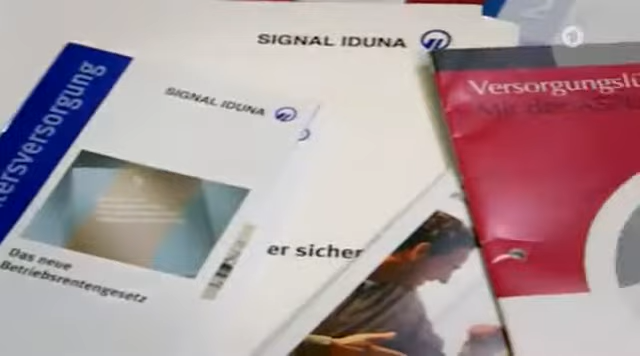 SIGNAL IDUNA
Versorgungslü
SIGNAL IDUNA
tersversorgung
er sicher
Das neue
Betriebsrentengesetz